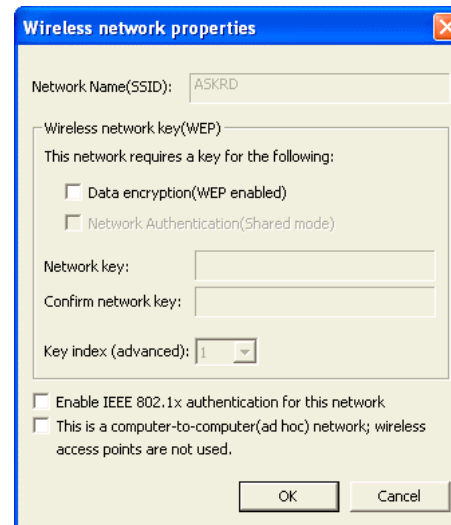 Wireless network properties
Network Name(SSID): ASKRD
Wireless network key(WEP)
This network requires a key for the following:
Data encryption(WEP enabled)
Network Authentication(Shared mode)
Network key:
Confirm network key:
Key index (advanced): 1
Enable IEEE 802.1x authentication for this network
This is a computer-to-computer(ad hoc) network; wireless
access points are not used.
OK Cancel